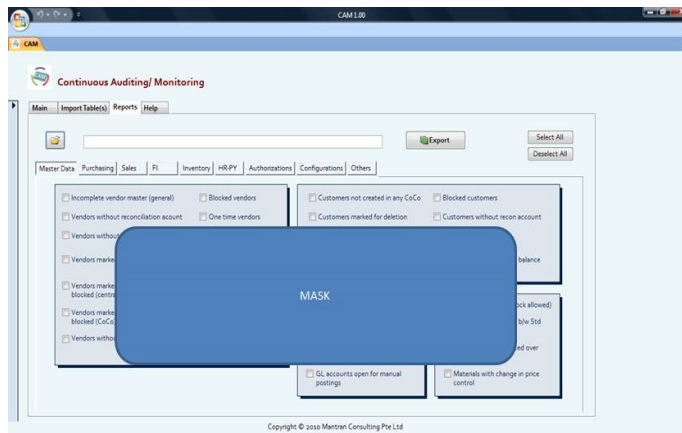 CAM 1.00
CAM
Continuous Auditing/ Monitoring
Main Import Table(s) Reports Help
Export
Select All
Deselect All
Master Data Purchasing Sales FI Inventory HR-PY Authorizations Configurations Others
Incomplete vendor master (general) Blocked vendors Customers not created in any CoCo Blocked customers
Vendors without reconciliation acount One time vendors Customers marked for deletion Customers without recon account
Vendors without
Vendors marke balance
Vendors marke
blocked (centra
MASK
ock allowed)
Vendors marke
blocked (CoCo) b/w Std
Vendors withou ed over
GL accounts open for manual
postings
Materials with change in price
control
Copyright © 2010 Mantran Consulting Pte Ltd